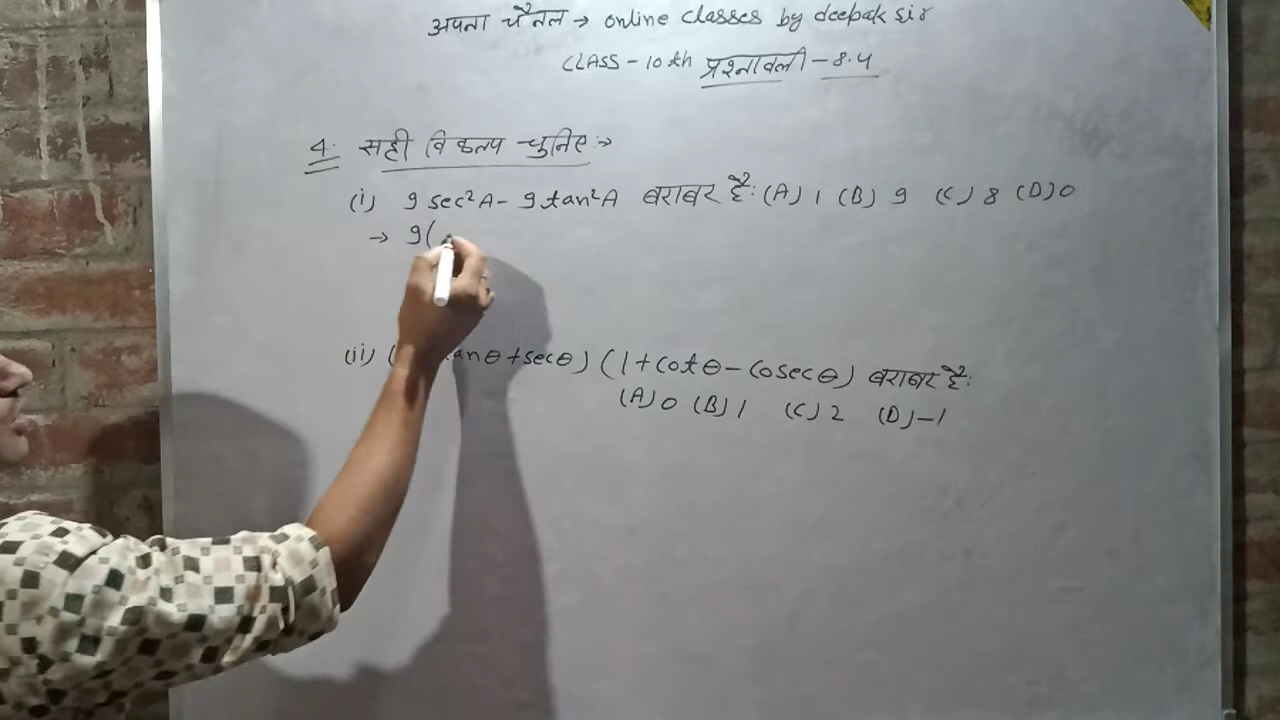 अपना चैनल → online classes by deepak sir
CLASS - 10th प्रश्नावली - 8.4
4. सही विकल्प चुनिए :→
(i) 9 sec²A - 9 tan²A बराबर है: (A) 1 (B) 9 (C) 8 (D) 0
→ 9(
(ii) ( tanθ + secθ) (1 + cotθ - cosecθ) बराबर है:
(A) 0 (B) 1 (C) 2 (D) -1